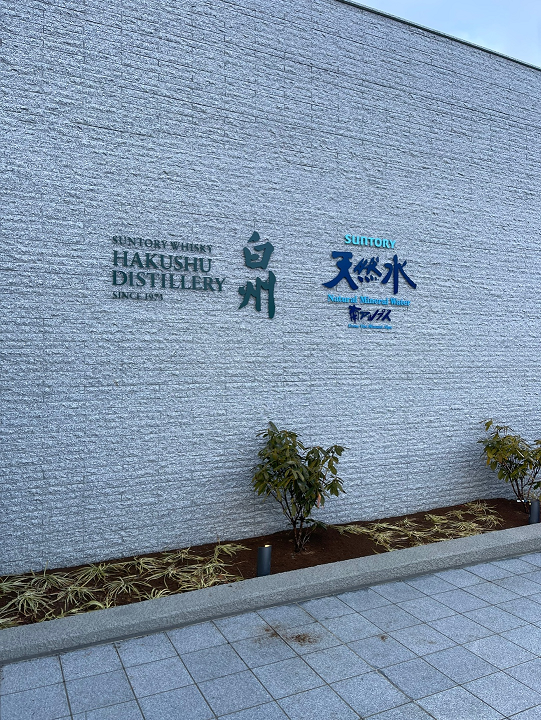 SUNTORY WHISKY
HAKUSHU
DISTILLERY
SINCE 1973
白州
SUNTORY
天然水
Natural Mineral Water
南アルプス